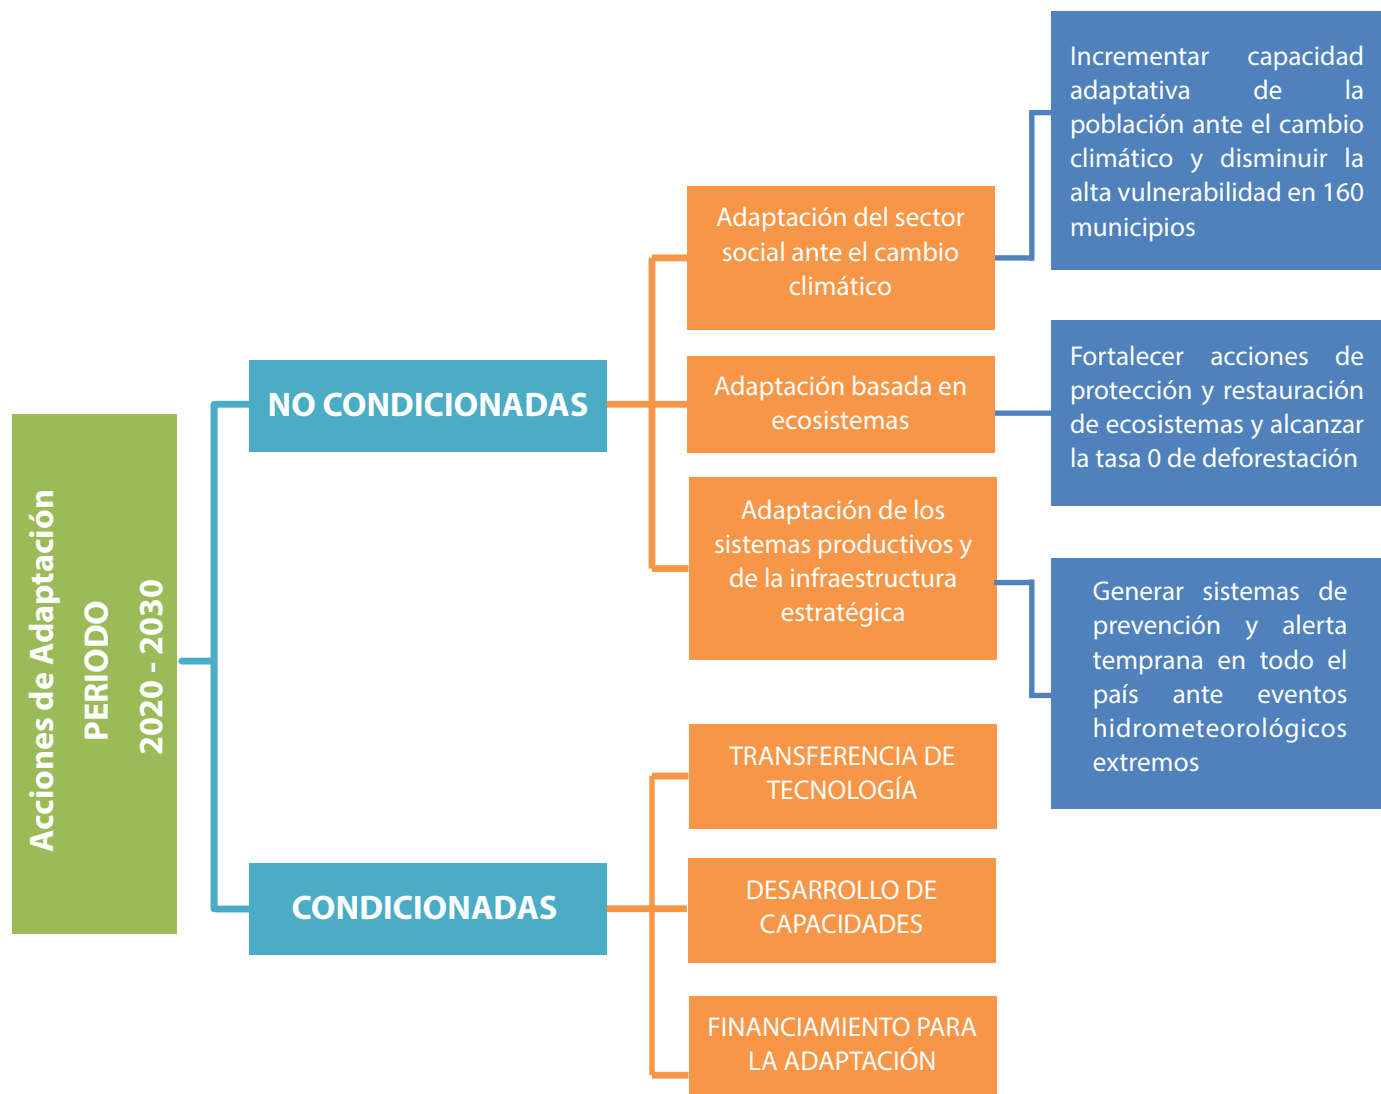 Acciones de Adaptación
PERIODO
2020 - 2030
NO CONDICIONADAS
Adaptación del sector
social ante el cambio
climático
Incrementar capacidad
adaptativa de la
población ante el cambio
climático y disminuir la
alta vulnerabilidad en 160
municipios
Adaptación basada en
ecosistemas
Fortalecer acciones de
protección y restauración
de ecosistemas y alcanzar
la tasa 0 de deforestación
Adaptación de los
sistemas productivos y
de la infraestructura
estratégica
Generar sistemas de
prevención y alerta
temprana en todo el
país ante eventos
hidrometeorológicos
extremos
CONDICIONADAS
TRANSFERENCIA DE
TECNOLOGÍA
DESARROLLO DE
CAPACIDADES
FINANCIAMIENTO PARA
LA ADAPTACIÓN